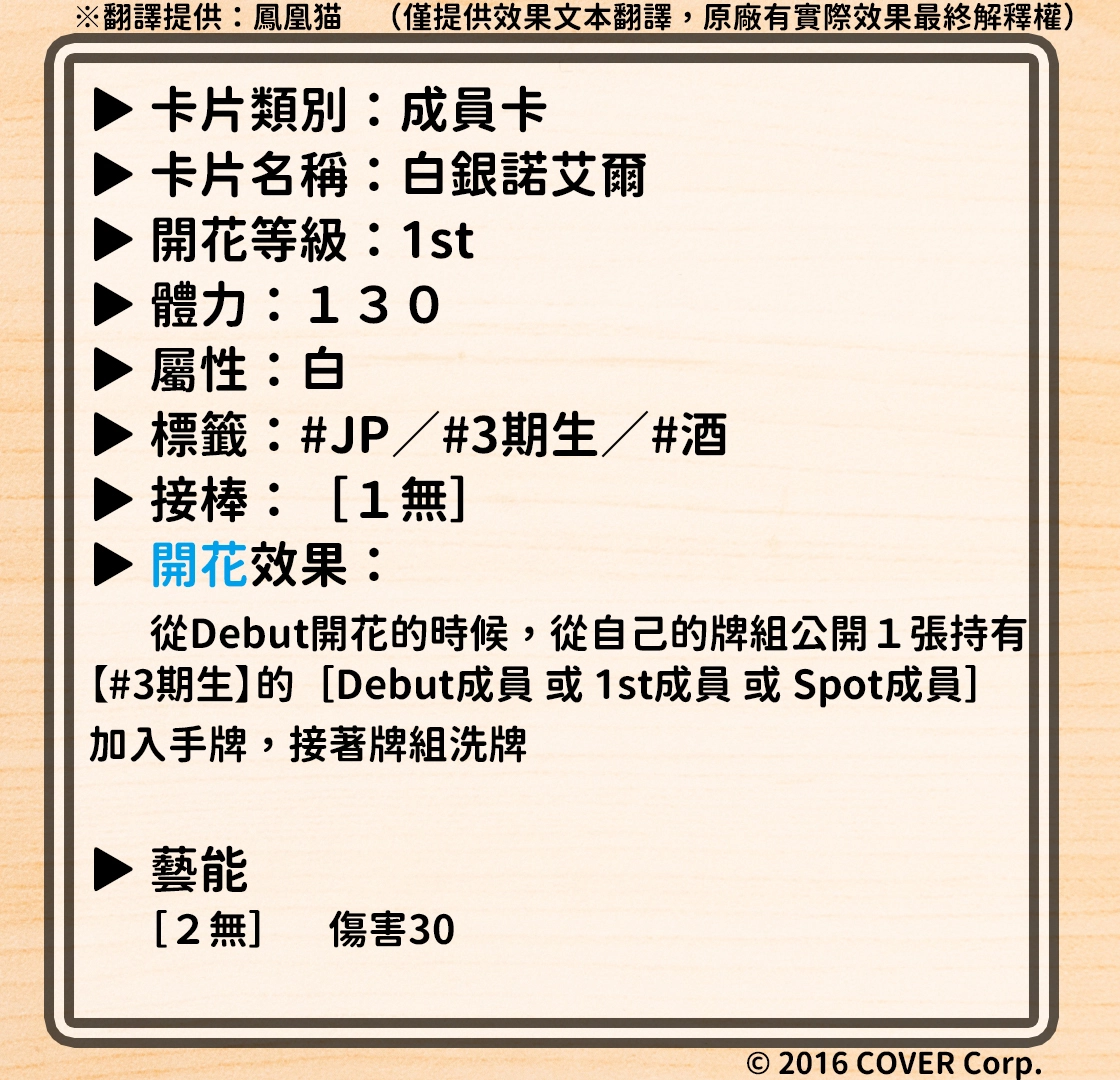 ※翻譯提供：鳳凰猫　（僅提供效果文本翻譯，原廠有實際效果最終解釋權）
▶ 卡片類別：成員卡
▶ 卡片名稱：白銀諾艾爾
▶ 開花等級：1st
▶ 體力：１３０
▶ 屬性：白
▶ 標籤：#JP／#3期生／#酒
▶ 接棒：［１無］
▶ 開花效果：
從Debut開花的時候，從自己的牌組公開１張持有
【#3期生】的［Debut成員 或 1st成員 或 Spot成員］
加入手牌，接著牌組洗牌
▶ 藝能
［２無］　傷害30
© 2016 COVER Corp.